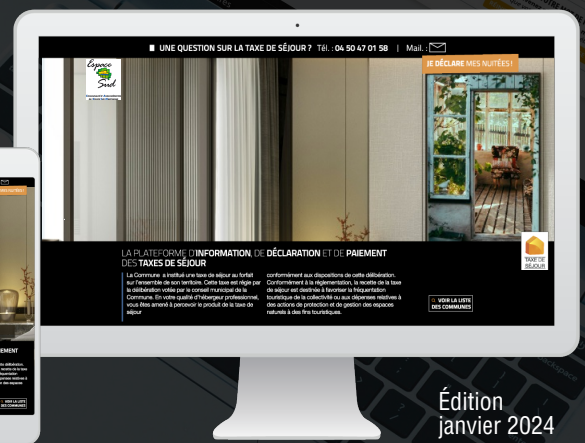 UNE QUESTION SUR LA TAXE DE SÉJOUR ? Tél. : 04 50 47 01 58 | Mail. :
JE DÉCLARE MES NUITÉES !
Espace
Sud
TAXE DE
SÉJOUR
LA PLATEFORME D'INFORMATION, DE DÉCLARATION ET DE PAIEMENT
DES TAXES DE SÉJOUR
La Commune a institué une taxe de séjour au forfait
sur l'ensemble de son territoire. Cette taxe est régie par
la délibération votée par le conseil municipal de la
Commune. En votre qualité d'hébergeur professionnel,
vous êtes amené à percevoir le produit de la taxe de
séjour
conformément aux dispositions de cette délibération.
Conformément à la réglementation, la recette de la taxe
de séjour est destinée à favoriser la fréquentation
touristique de la collectivité ou aux dépenses relatives à
des actions de protection et de gestion des espaces
naturels à des fins touristiques.
VOIR LA LISTE
DES COMMUNES
EMENT
VOIR LA LISTE
DES COMMUNES
Édition
janvier 2024